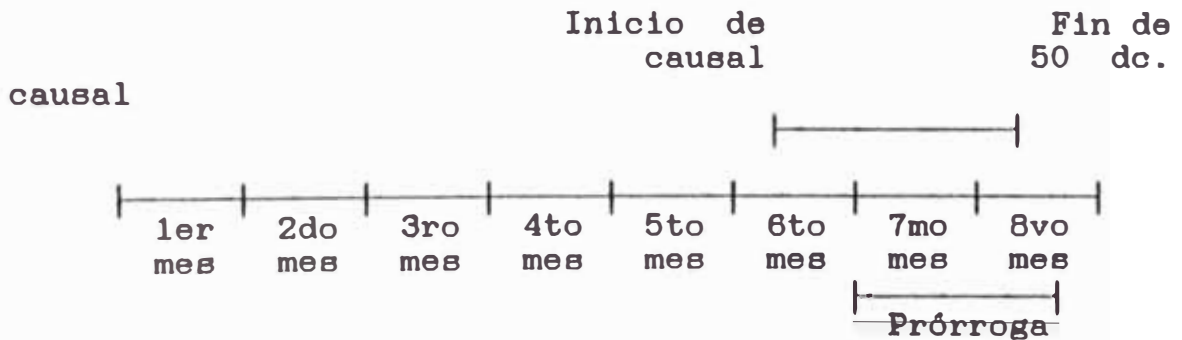 Inicio de Fin de
causal 50 dc.
causal
1er 2do 3ro 4to 5to 6to 7mo 8vo
mes mes mes mes mes mes mes mes
Prórroga